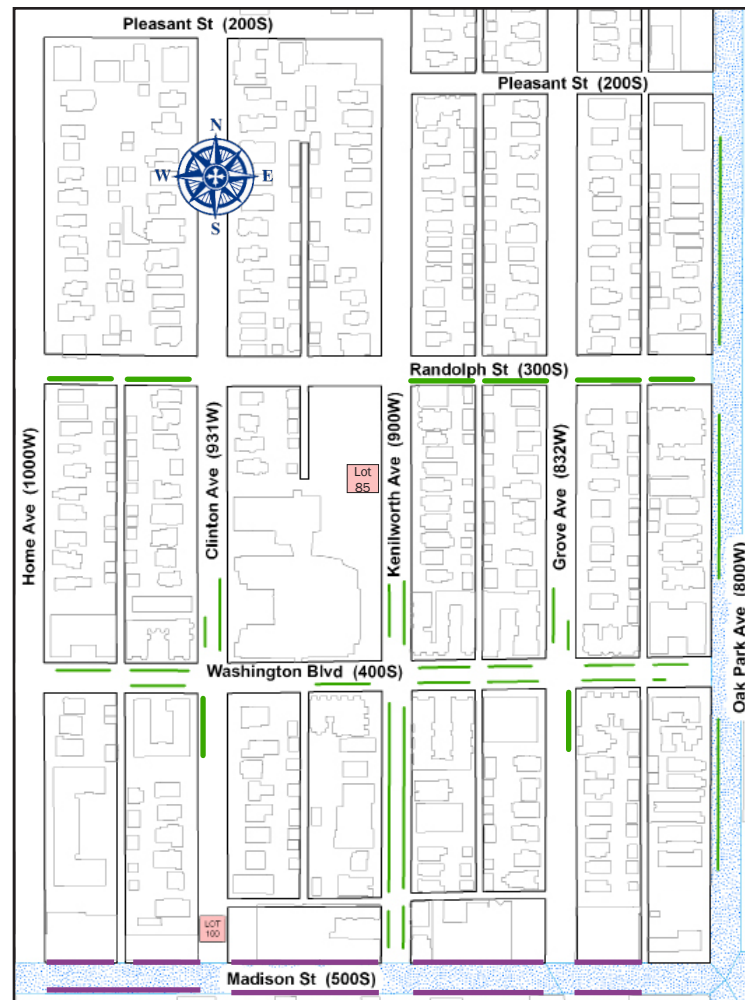 Pleasant St (200S)
Pleasant St (200S)
N
W
E
S
Randolph St (300S)
Home Ave (1000W)
Clinton Ave (931W)
Lot
85
Kenilworth Ave (900W)
Grove Ave (832W)
Oak Park Ave (800W)
Washington Blvd (400S)
LOT
100
Madison St (500S)